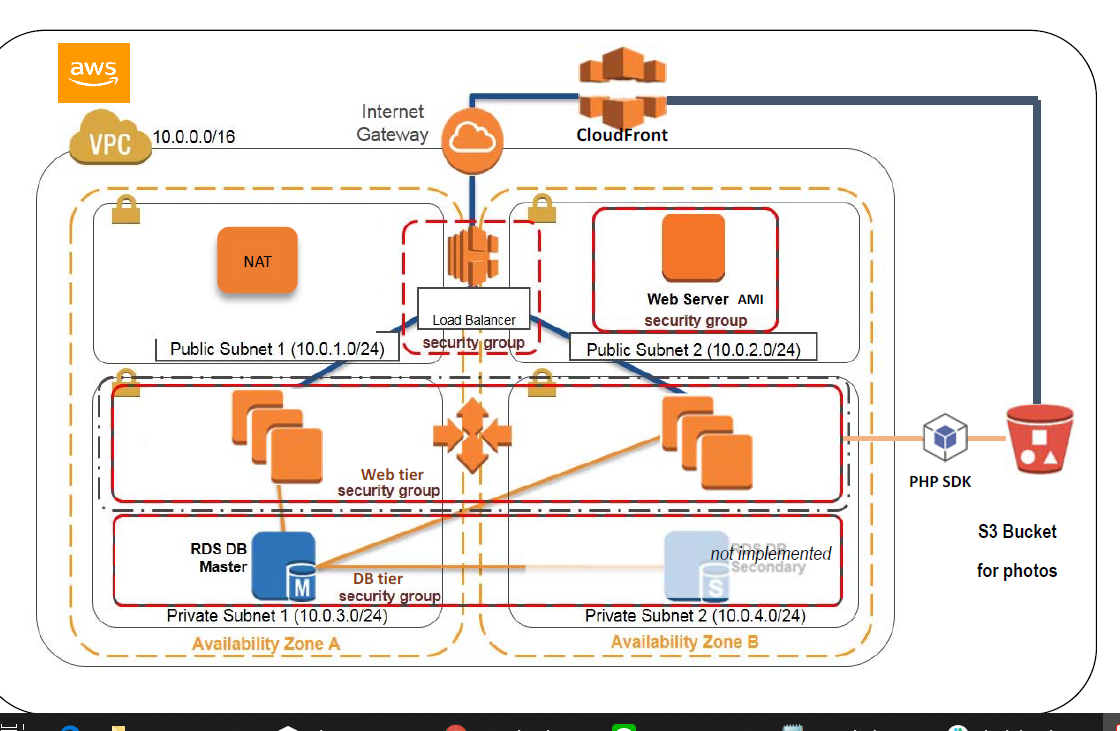 aws
Internet
Gateway
CloudFront
VPC
10.0.0.0/16
NAT
Web Server AMI
security group
Load Balancer
security group
Public Subnet 1 (10.0.1.0/24)
Public Subnet 2 (10.0.2.0/24)
Web tier
security group
PHP SDK
S3 Bucket
for photos
RDS DB
Master
M
DB tier
security group
not implemented
RDS DB
Secondary
S
Private Subnet 1 (10.0.3.0/24)
Private Subnet 2 (10.0.4.0/24)
Availability Zone A
Availability Zone B